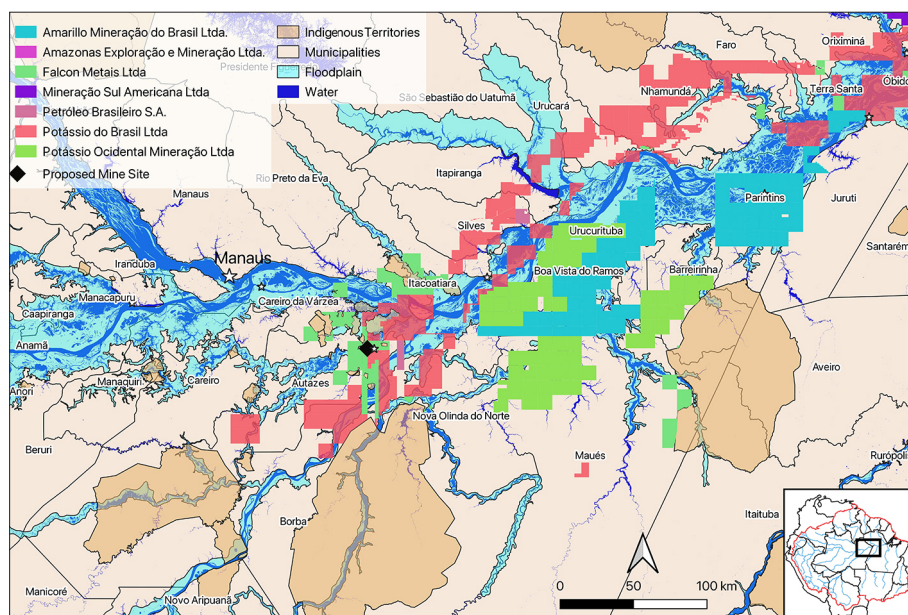 Amarillo Mineração do Brasil Ltda.
Amazonas Exploração e Mineração Ltda.
Falcon Metais Ltda
Mineração Sul Americana Ltda
Petróleo Brasileiro S.A.
Potássio do Brasil Ltda
Potássio Ocidental Mineração Ltda
Proposed Mine Site
Indigenous Territories
Municipalities
Floodplain
Water
Presidente
Faro
Oriximiná
Nhamundá
Terra Santa
Óbido
São Sebastião do Uatumã
Urucará
Rio Preto da Eva
Itapiranga
Manaus
Silves
Parintins
Juruti
Urucurituba
Santarém
Manaus
Iranduba
Itacoatiara
Boa Vista do Ramos
Barreirinha
Manacapuru
Careiro da Várzea
Caapiranga
Anamã
Aveiro
Manaquiri
Careiro
Autazes
Anori
Nova Olinda do Norte
Beruri
Maués
Rurópoli
Borba
Itaituba
Manicoré
Novo Aripuanã
0 50 100 km